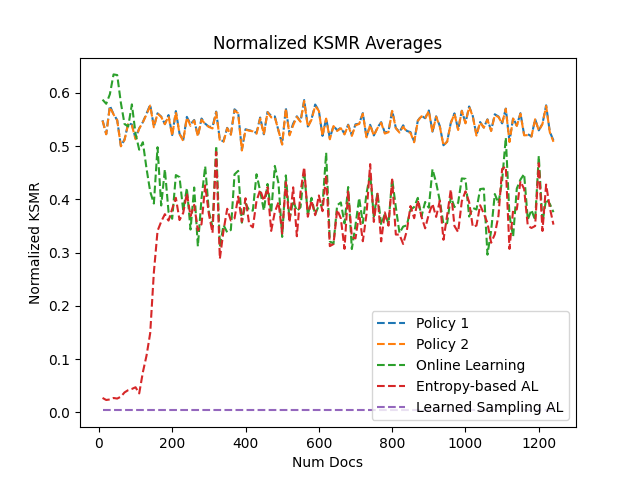 Normalized KSMR Averages
Normalized KSMR
0.6
0.5
0.4
0.3
0.2
0.1
0.0
0
200
400
600
800
1000
1200
Num Docs
Policy 1
Policy 2
Online Learning
Entropy-based AL
Learned Sampling AL